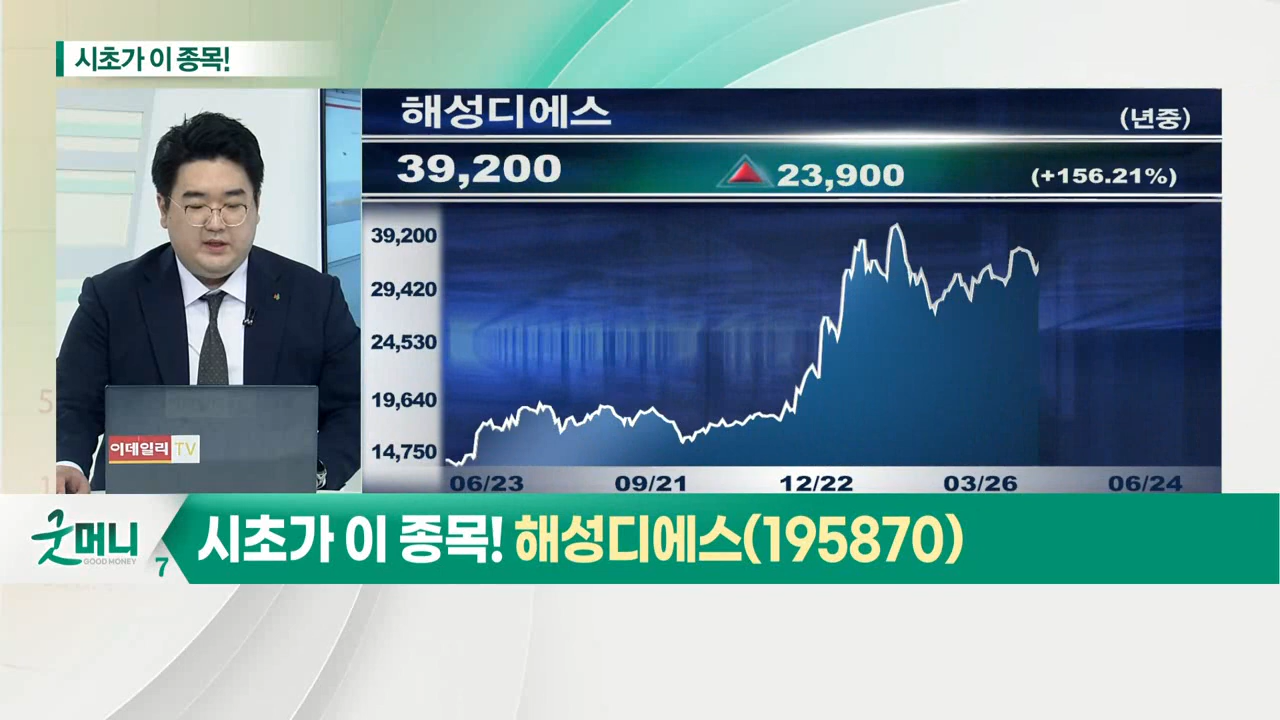 시초가 이 종목!
해성디에스
(년중)
39,200
▲ 23,900
(+156.21%)
39,200
29,420
24,530
19,640
14,750
06/23
09/21
12/22
03/26
06/24
이데일리 TV
굿머니
GOOD MONEY
7
시초가 이 종목! 해성디에스(195870)